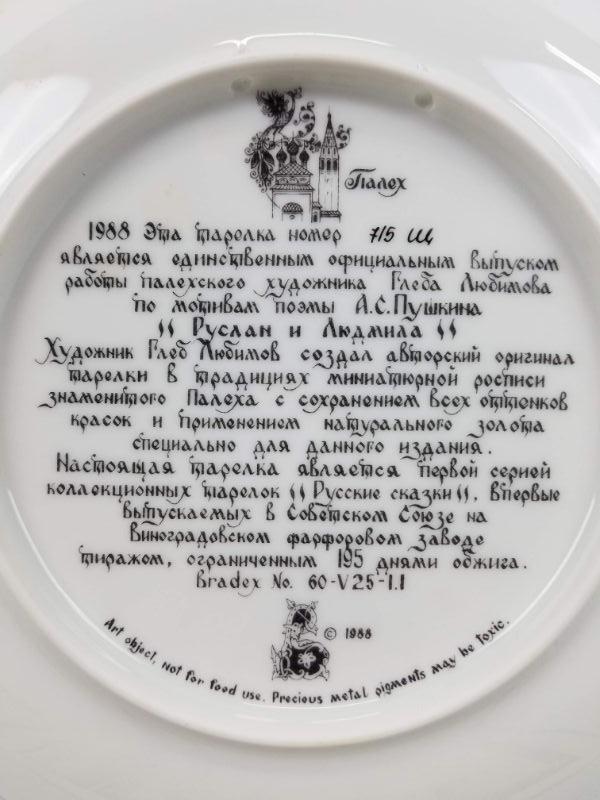 Палех
1988 Эта тарелка номер 715 Щ
является единственным официальным выпуском
работы палехского художника Глеба Любимова
по мотивам поэмы А.С.Пушкина
" Руслан и Людмила "
Художник Глеб Любимов создал авторский оригинал
тарелки в традициях миниатюрной росписи
знаменитого Палеха с сохранением всех оттенков
красок и применением натурального золота
специально для данного издания.
Настоящая тарелка является первой серией
коллекционных тарелок "Русские сказки", впервые
выпускаемых в Советском Союзе на
Виноградовском фарфоровом заводе
тиражом, ограниченным 195 днями обжига.
Bradex No. 60-V25-1.1
© 1988
Art object, not for food use. Precious metal pigments may be toxic.